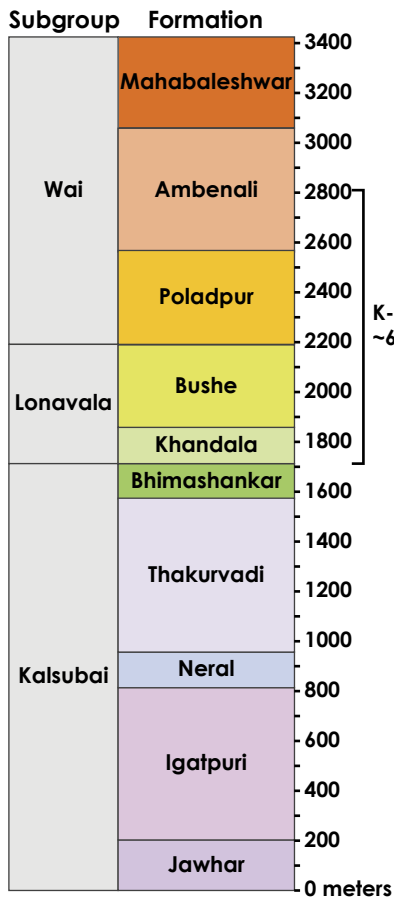 Subgroup Formation
3400
Mahabaleshwar
3200
3000
Wai Ambenali 2800
2600
2400
Poladpur
K-
~6
2200
Bushe
2000
Lonavala
Khandala 1800
Bhimashankar
1600
1400
Thakurvadi
1200
1000
Kalsubai Neral
800
600
Igatpuri
400
200
Jawhar
0 meters